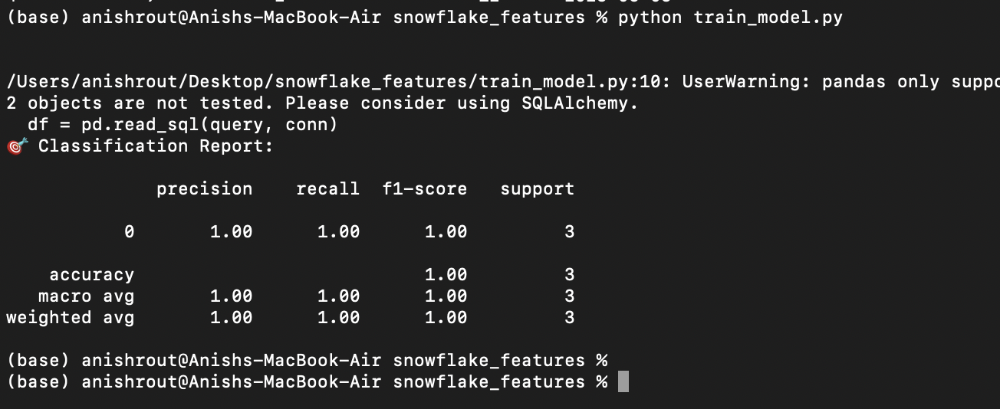 (base) anishrout@Anishs-MacBook-Air snowflake_features % python train_model.py
/Users/anishrout/Desktop/snowflake_features/train_model.py:10: UserWarning: pandas only suppo
2 objects are not tested. Please consider using SQLAlchemy.
df = pd.read_sql(query, conn)
🎯 Classification Report:
precision recall f1-score support
0 1.00 1.00 1.00 3
accuracy 1.00 3
macro avg 1.00 1.00 1.00 3
weighted avg 1.00 1.00 1.00 3
(base) anishrout@Anishs-MacBook-Air snowflake_features %
(base) anishrout@Anishs-MacBook-Air snowflake_features %